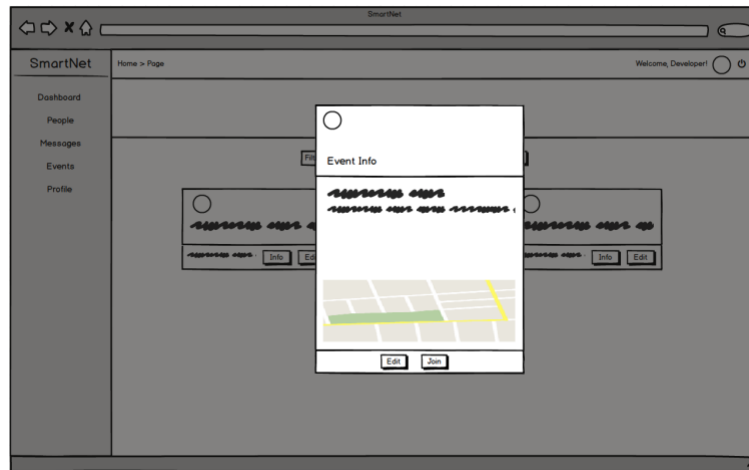 SmartNet
SmartNet
Home > Page
Welcome, Developer!
Dashboard
People
Messages
Events
Profile
Event Info
Info
Info
Edit
Edit
Join